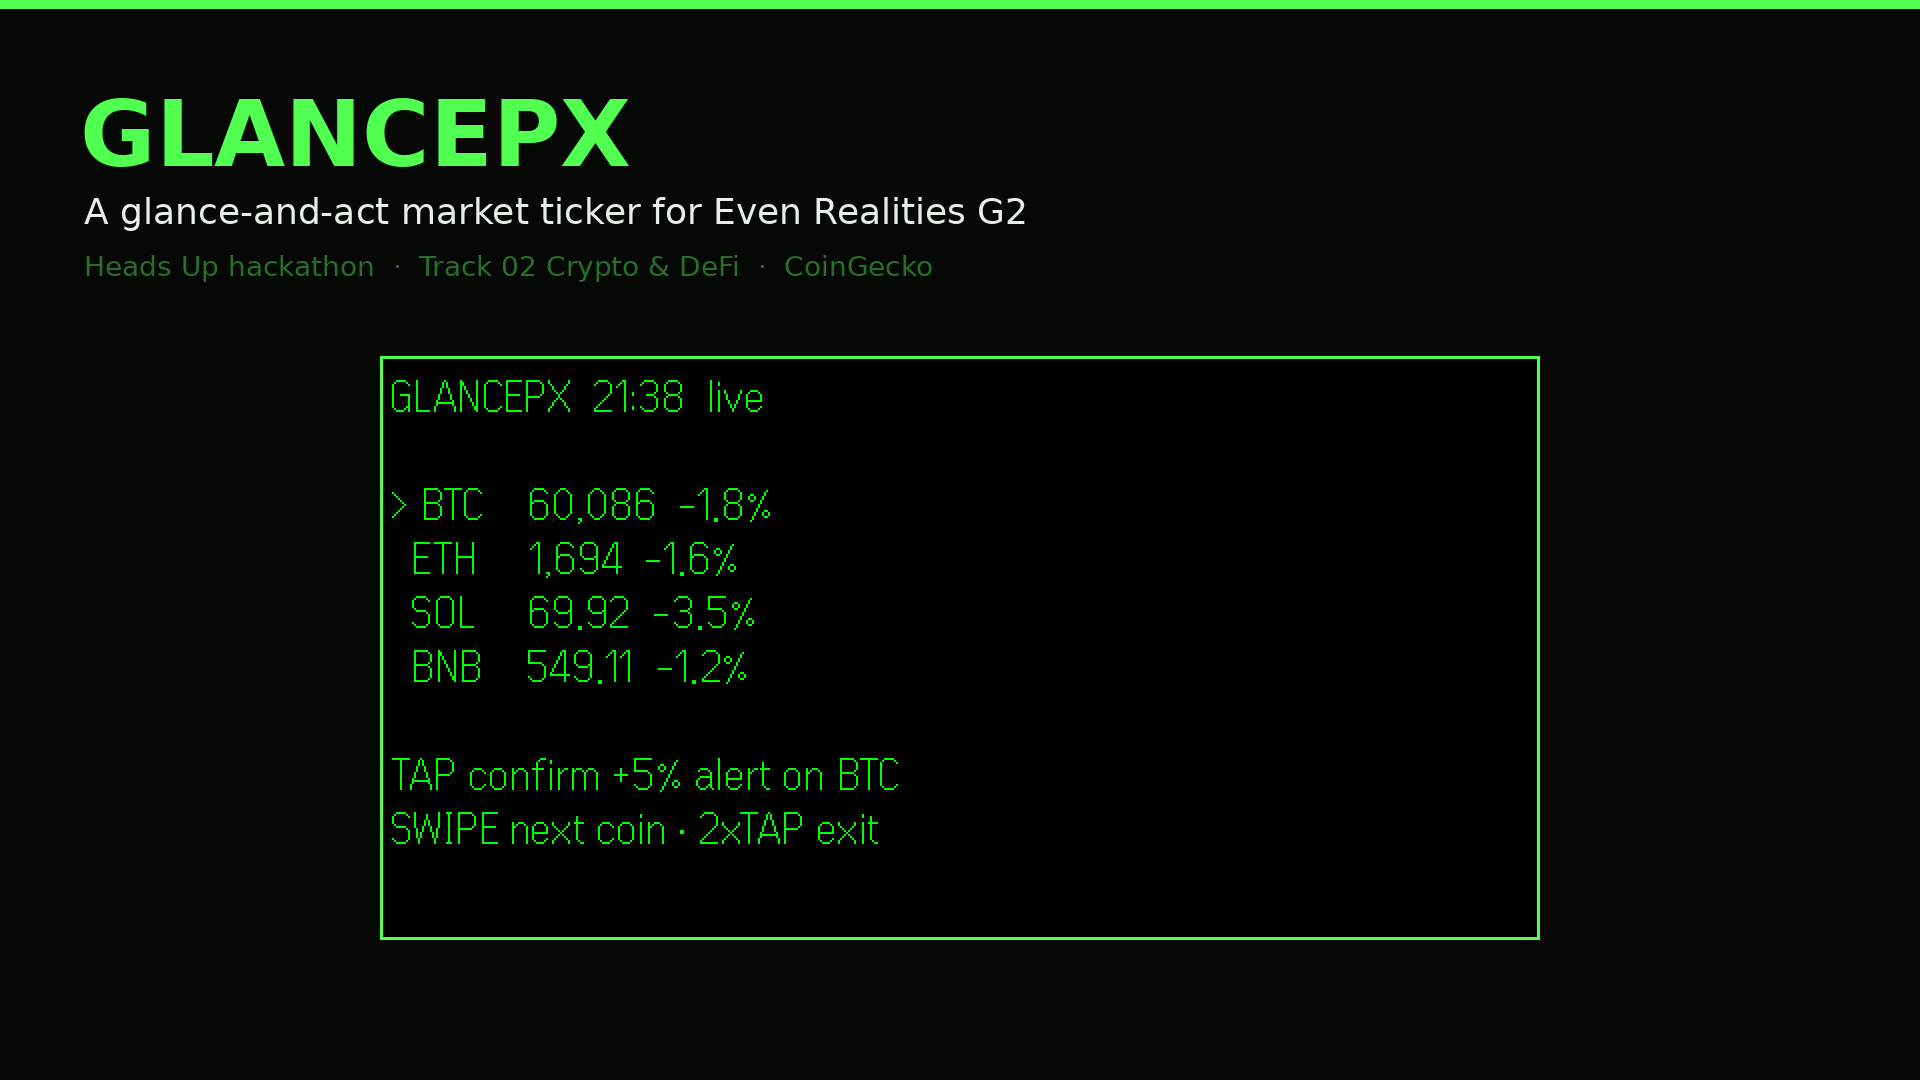 GLANCEPX
A glance-and-act market ticker for Even Realities G2
Heads Up hackathon · Track 02 Crypto & DeFi · CoinGecko
GLANCEPX 21:38 live
> BTC 60,086 -1.8%
ETH 1,694 -1.6%
SOL 69.92 -3.5%
BNB 549.11 -1.2%
TAP confirm +5% alert on BTC
SWIPE next coin · 2xTAP exit